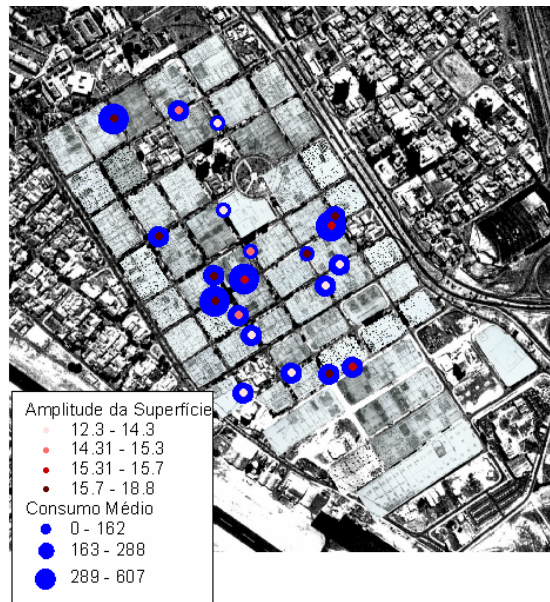 Amplitude da Superfície
12.3 - 14.3
14.31 - 15.3
15.31 - 15.7
15.7 - 18.8
Consumo Médio
0 - 162
163 - 288
289 - 607